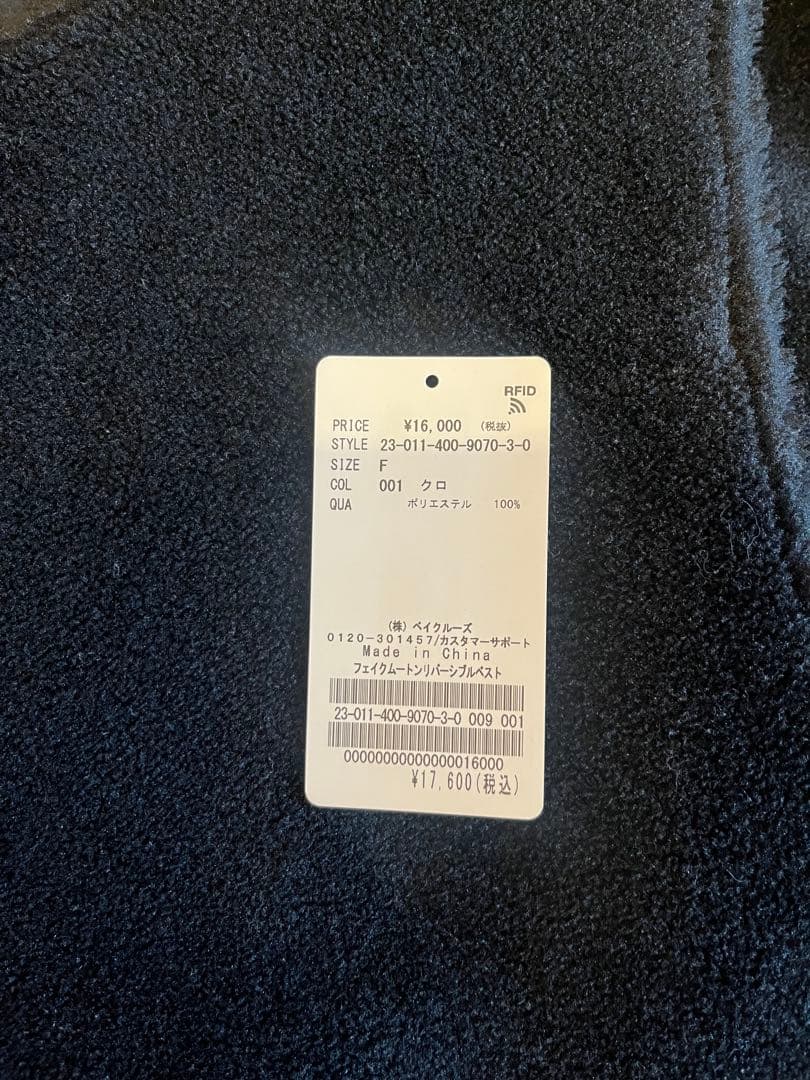 RFID
PRICE ¥16,000 (税抜)
STYLE 23-011-400-9070-3-0
SIZE F
COL 001 クロ
QUA ポリエステル 100%
(株) ベイクルーズ
0120-301457/カスタマーサポート
Made in China
フェイクムートンリバーシブルベスト
23-011-400-9070-3-0 009 001
00000000000000016000
¥17,600(税込)